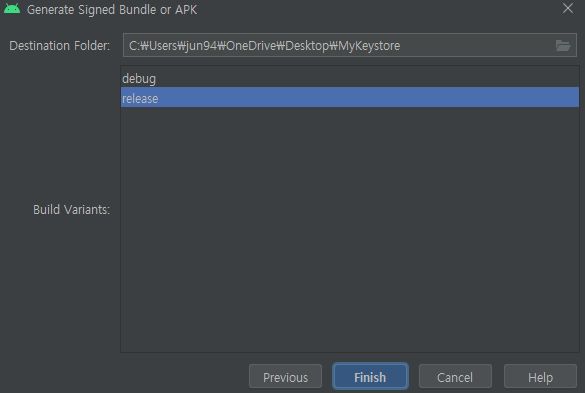 Generate Signed Bundle or APK
Destination Folder: C:₩Users₩jun94₩OneDrive₩Desktop₩MyKeystore
debug
release
Build Variants:
Previous Finish Cancel Help